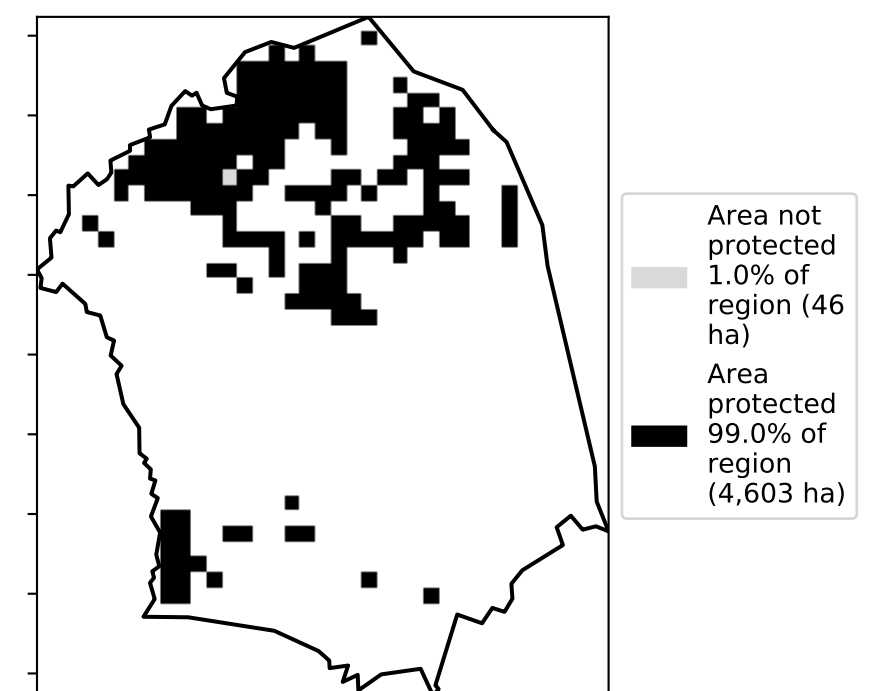 Area not
protected
1.0% of
region (46
ha)
Area
protected
99.0% of
region
(4,603 ha)